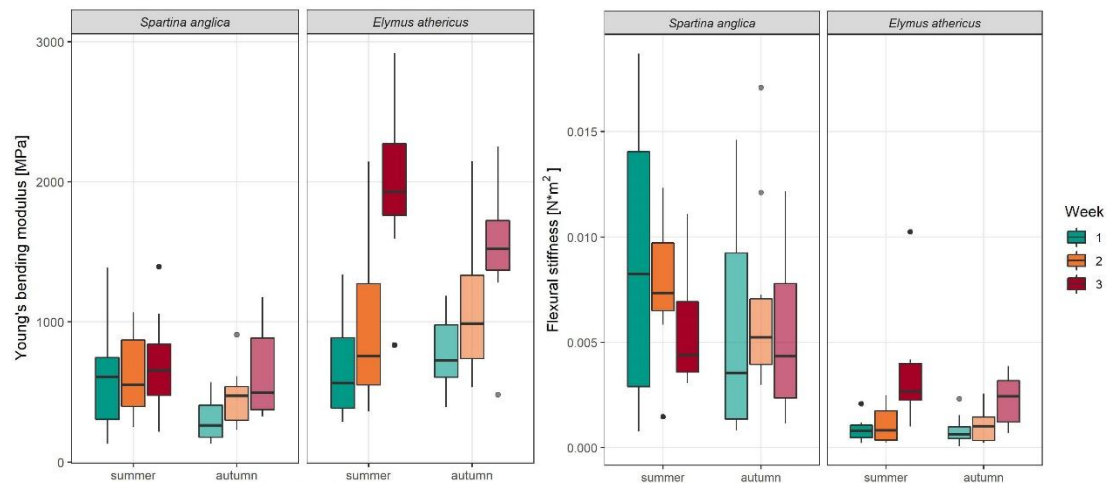 Spartina anglica
Elymus athericus
Young's bending modulus [MPa]
3000
2000
1000
0
summer
autumn
summer
autumn
Spartina anglica
Elymus athericus
Flexural stiffness [N*m²]
0.015
0.010
0.005
0.000
summer
autumn
summer
autumn
Week
1
2
3